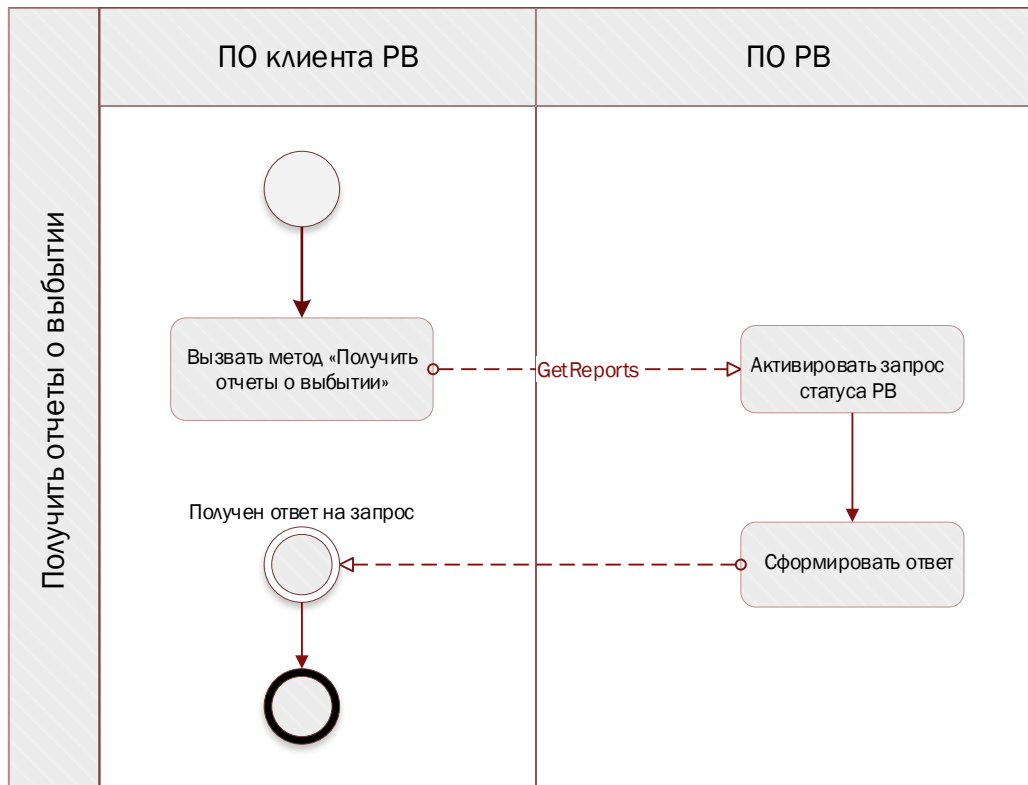 Получить отчеты о выбытии
ПО клиента РВ
ПО РВ
Вызвать метод «Получить
отчеты о выбытии»
GetReports
Активировать запрос
статуса РВ
Получен ответ на запрос
Сформировать ответ